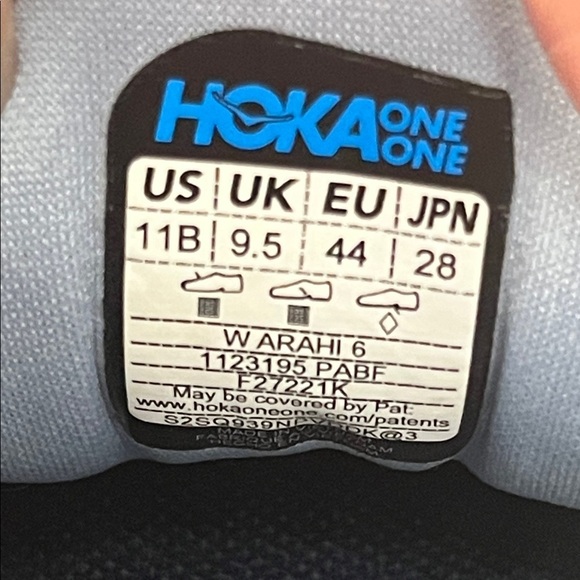 HOKA ONE ONE
US UK EU JPN
11B 9.5 44 28
W ARAHI 6
1123195 PABF
F27221K
May be covered by Pat:
www.hokaoneone.com/patents